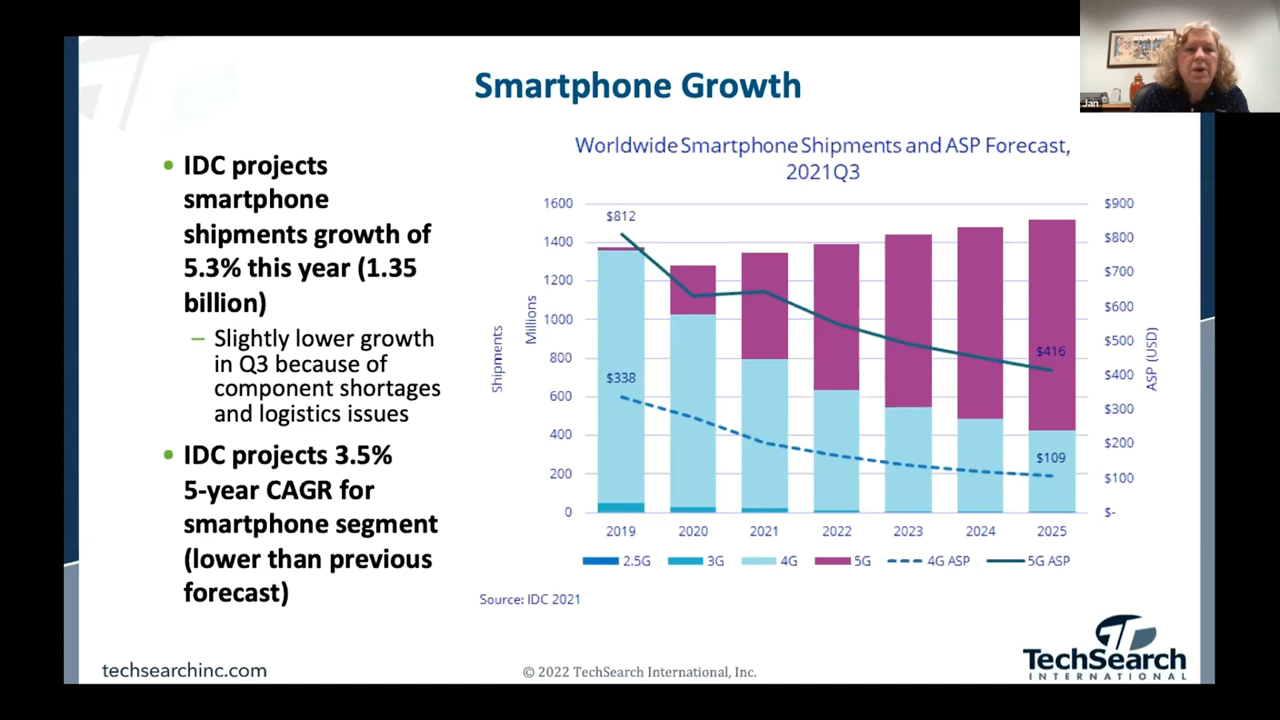 Smartphone Growth
Jan
• IDC projects
smartphone
shipments growth of
5.3% this year (1.35
billion)
– Slightly lower growth
in Q3 because of
component shortages
and logistics issues
• IDC projects 3.5%
5-year CAGR for
smartphone segment
(lower than previous
forecast)
Worldwide Smartphone Shipments and ASP Forecast,
2021Q3
Shipments
Millions
1600
1400
1200
1000
800
600
400
200
0
$812
$338
$416
$109
$900
$800
$700
$600
$500
$400
$300
$200
$100
$-
ASP (USD)
2019 2020 2021 2022 2023 2024 2025
2.5G 3G 4G 5G 4G ASP 5G ASP
Source: IDC 2021
techsearchinc.com
© 2022 TechSearch International, Inc.
TechSearch
INTERNATIONAL